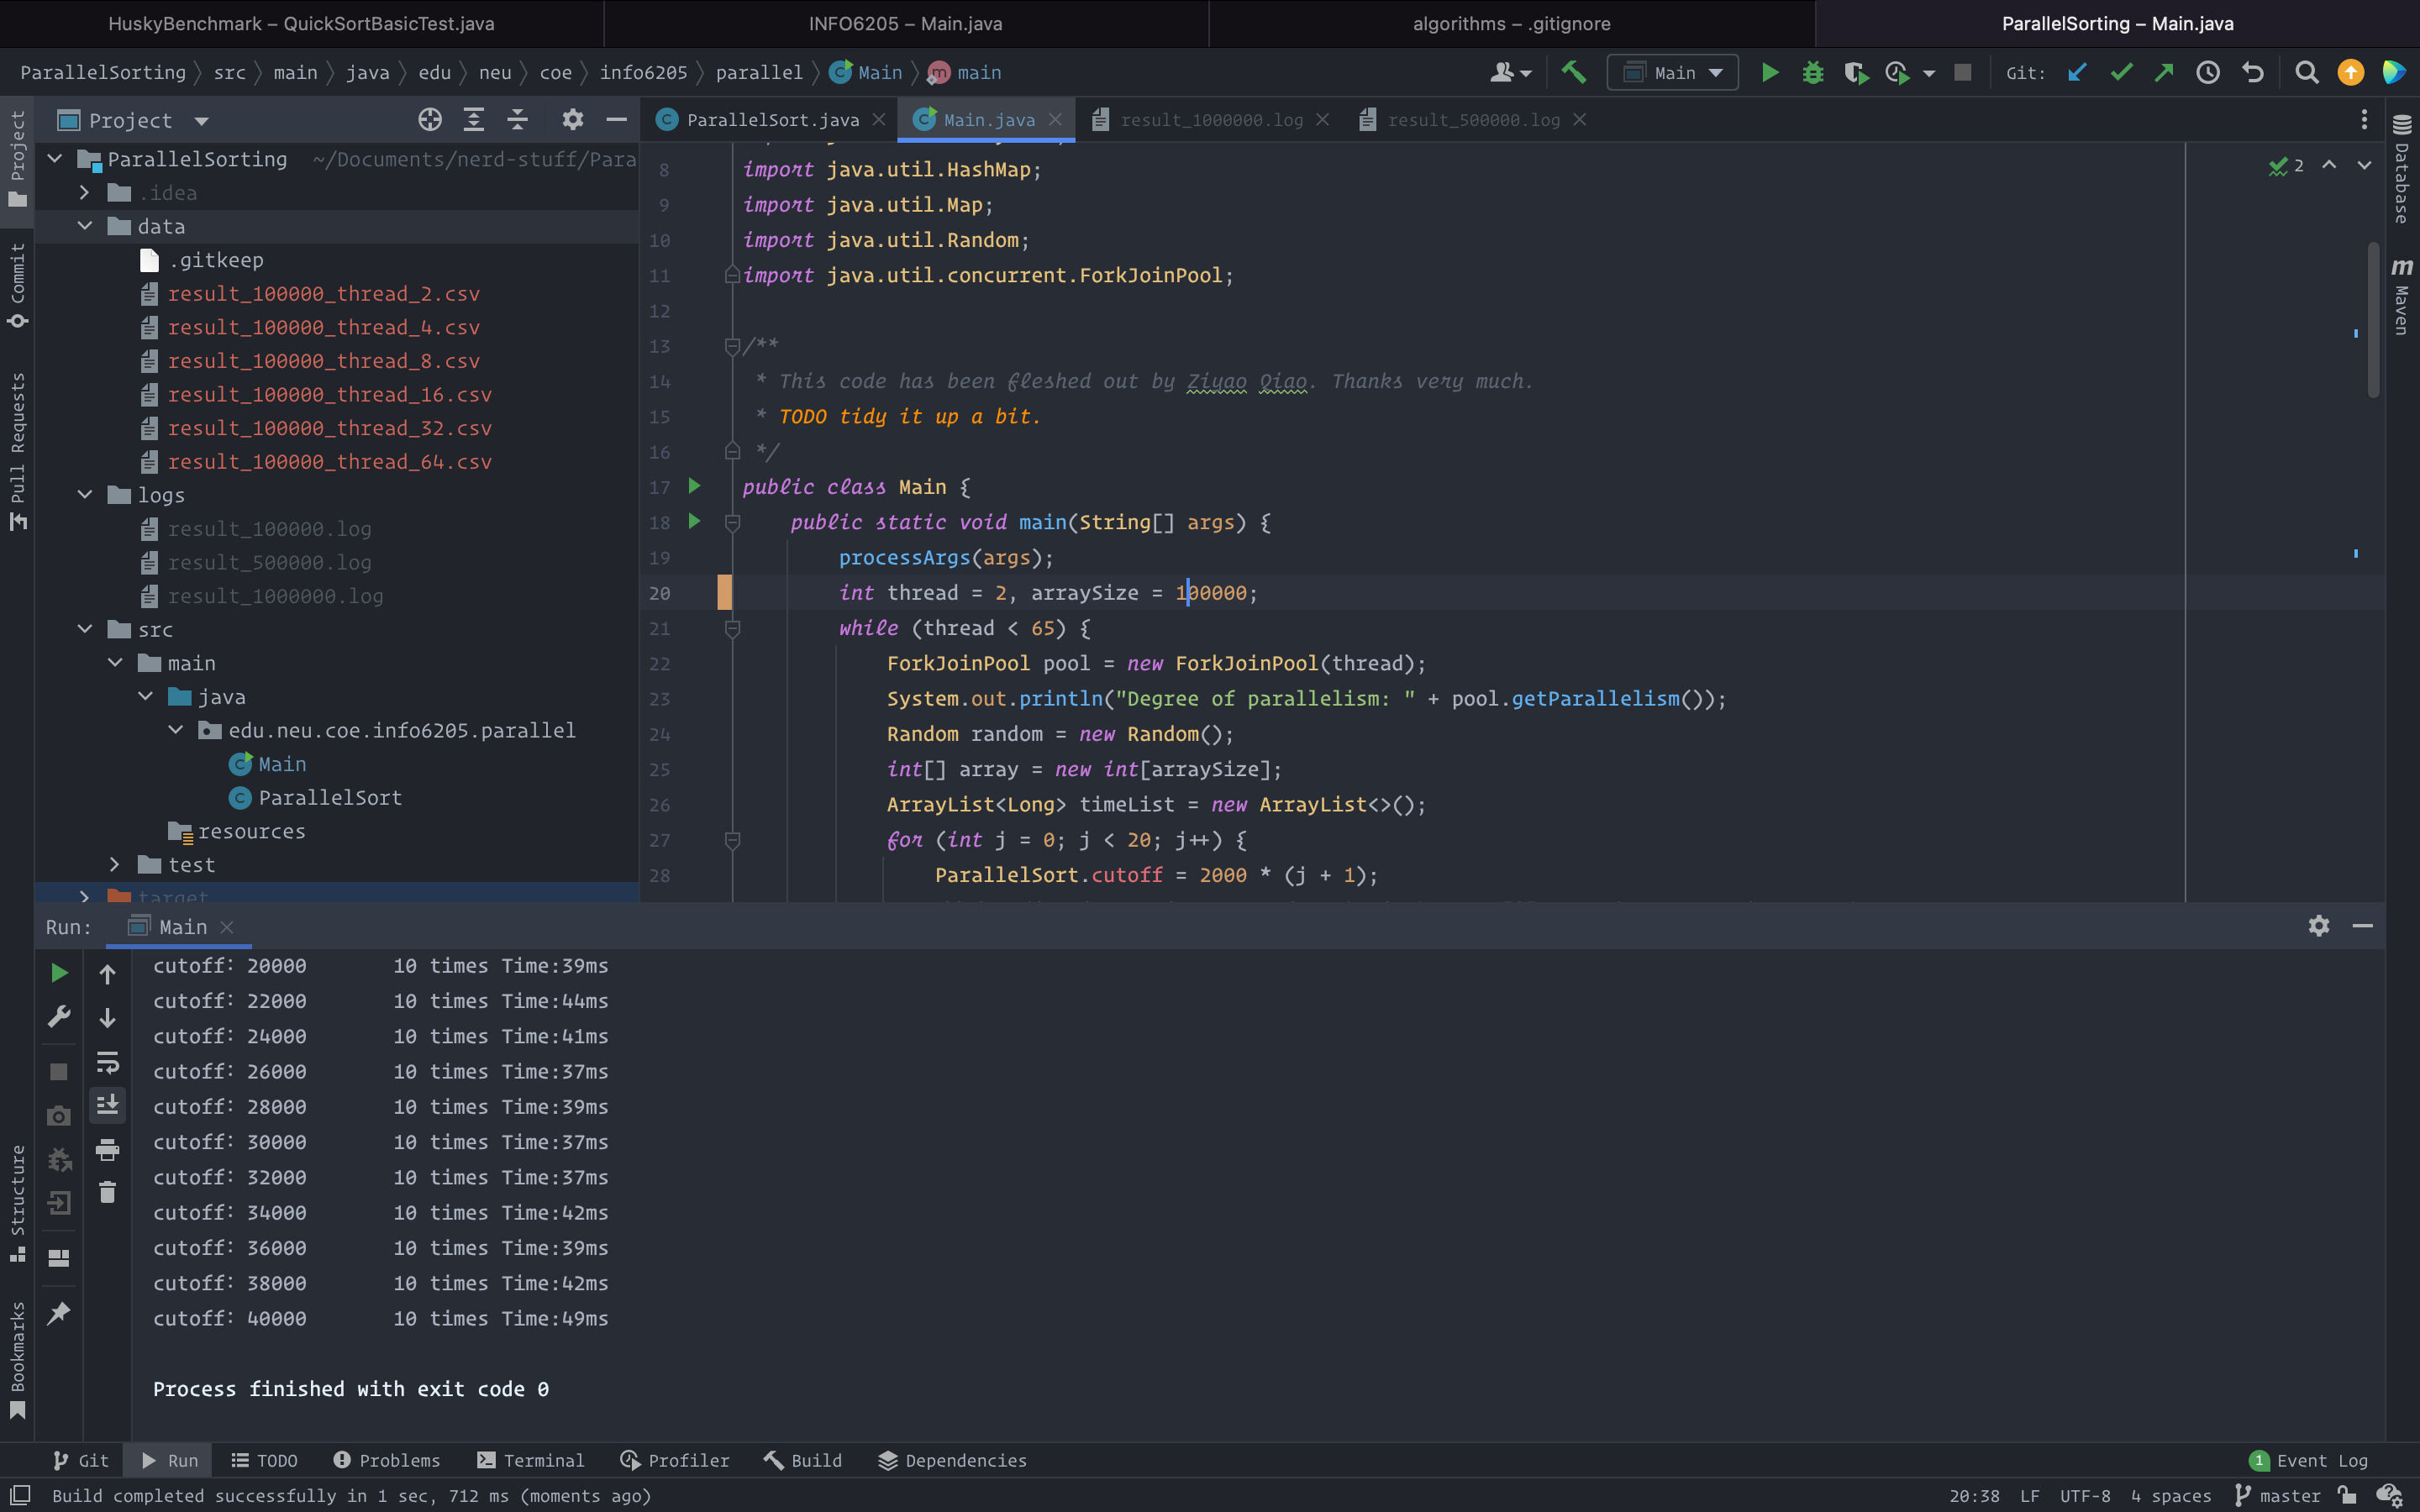 HuskyBenchmark – QuickSortBasicTest.java
INFO6205 – Main.java
algorithms – .gitignore
ParallelSorting – Main.java
ParallelSorting src main java edu neu coe info6205 parallel Main main
Main
Git:
Project
ParallelSort.java
Main.java
result_1000000.log
result_500000.log
Project
Commit
Pull Requests
Structure
Bookmarks
Database
Maven
ParallelSorting ~/Documents/nerd-stuff/Para
.idea
data
.gitkeep
result_100000_thread_2.csv
result_100000_thread_4.csv
result_100000_thread_8.csv
result_100000_thread_16.csv
result_100000_thread_32.csv
result_100000_thread_64.csv
logs
result_100000.log
result_500000.log
result_1000000.log
src
main
java
edu.neu.coe.info6205.parallel
Main
ParallelSort
resources
test
target
2
8 import java.util.HashMap;
9 import java.util.Map;
10 import java.util.Random;
11 import java.util.concurrent.ForkJoinPool;
12
13 /**
14 * This code has been fleshed out by Ziyao Qiao. Thanks very much.
15 * TODO tidy it up a bit.
16 */
17 public class Main {
18 public static void main(String[] args) {
19 processArgs(args);
20 int thread = 2, arraySize = 100000;
21 while (thread < 65) {
22 ForkJoinPool pool = new ForkJoinPool(thread);
23 System.out.println("Degree of parallelism: " + pool.getParallelism());
24 Random random = new Random();
25 int[] array = new int[arraySize];
26 ArrayList<Long> timeList = new ArrayList<>();
27 for (int j = 0; j < 20; j++) {
28 ParallelSort.cutoff = 2000 * (j + 1);
Run: Main
cutoff: 20000 10 times Time:39ms
cutoff: 22000 10 times Time:44ms
cutoff: 24000 10 times Time:41ms
cutoff: 26000 10 times Time:37ms
cutoff: 28000 10 times Time:39ms
cutoff: 30000 10 times Time:37ms
cutoff: 32000 10 times Time:37ms
cutoff: 34000 10 times Time:42ms
cutoff: 36000 10 times Time:39ms
cutoff: 38000 10 times Time:42ms
cutoff: 40000 10 times Time:49ms
Process finished with exit code 0
Git Run TODO Problems Terminal Profiler Build Dependencies
1 Event Log
Build completed successfully in 1 sec, 712 ms (moments ago)
20:38 LF UTF-8 4 spaces master